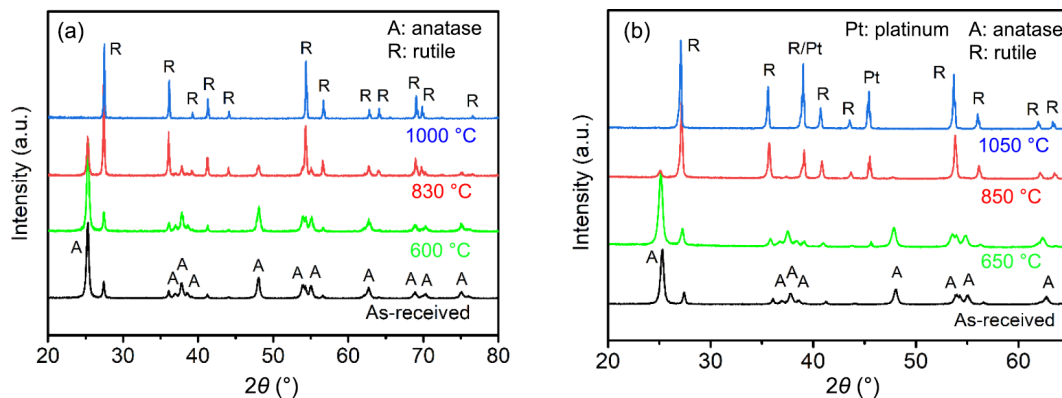 (a)
A: anatase
R: rutile
R
R
R
R
R
R
R
R
R
R
R
R
1000 °C
830 °C
600 °C
A
A
A
A
A
A
A
A
A
A
A
As-received
20 30 40 50 60 70 80
2θ (°)
Intensity (a.u.)
(b)
Pt: platinum A: anatase
R: rutile
R
R
R/Pt
R
R
Pt
R
R
R
R
1050 °C
850 °C
650 °C
A
A
A
A
A
A
A
A
As-received
20 30 40 50 60
2θ (°)
Intensity (a.u.)